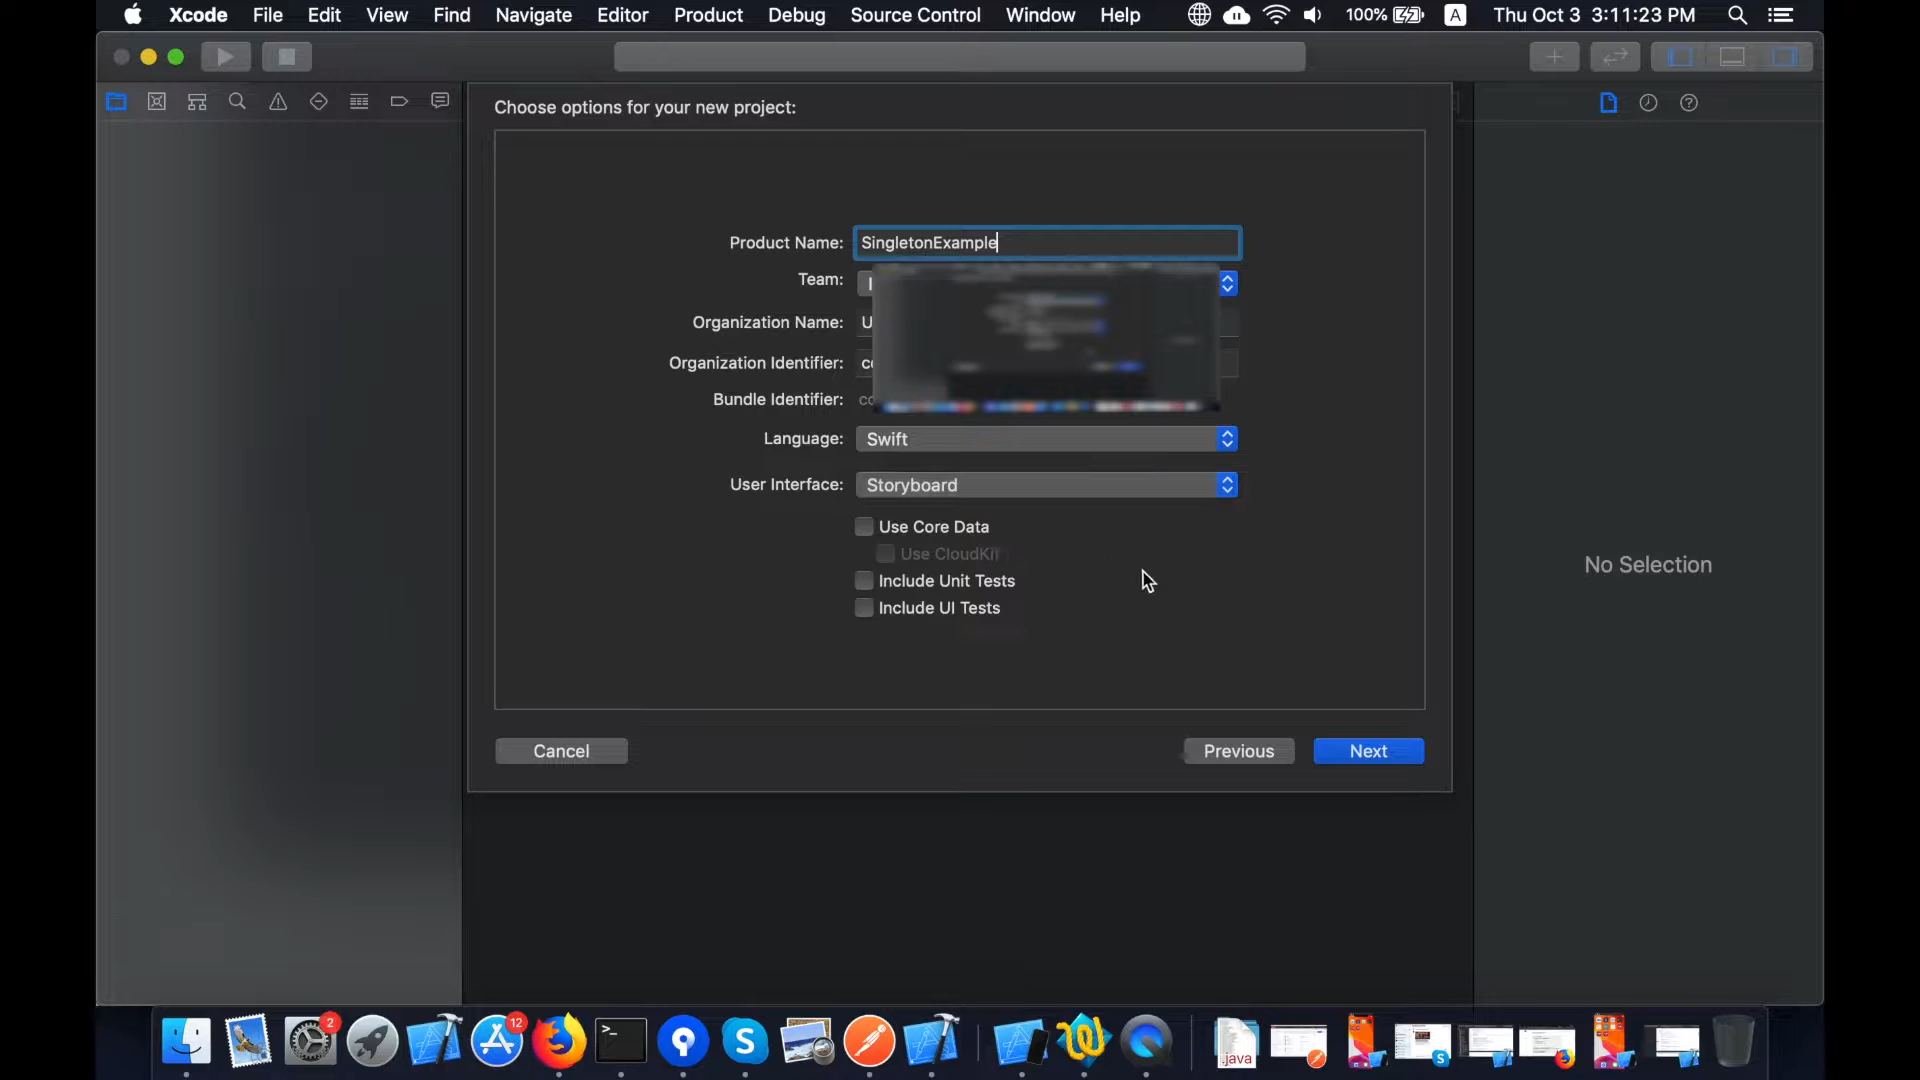 Xcode File Edit View Find Navigate Editor Product Debug Source Control Window Help 100% A Thu Oct 3 3:11:23 PM
Choose options for your new project:
Product Name: SingletonExample
Team:
Organization Name: U
Organization Identifier: co
Bundle Identifier: co
Language: Swift
User Interface: Storyboard
Use Core Data
Use CloudKit
Include Unit Tests
Include UI Tests
No Selection
Cancel Previous Next
2 12 >_ S .java S